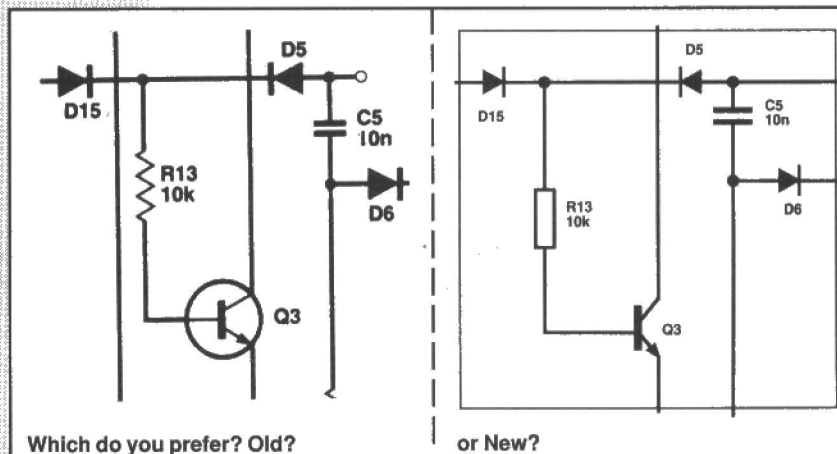 D5
D15
C5
10n
R13
10k
D6
Q3
Which do you prefer? Old?
D5
D15
C5
10n
R13
10k
D6
Q3
or New?